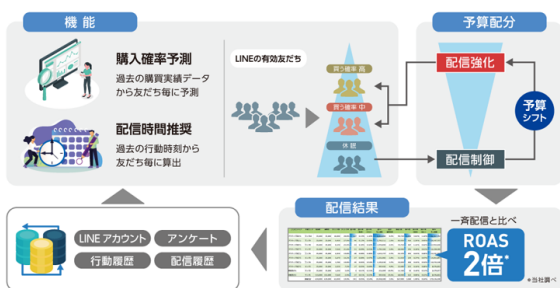 機能
購入確率予測
過去の購買実績データ
から友だち毎に予測
配信時間推奨
過去の行動時刻から
友だち毎に算出
LINEの有効友だち
買う確率 高
買う確率 中
休眠
予算配分
配信強化
予算
シフト
配信制御
LINE アカウント
アンケート
行動履歴
配信履歴
配信結果
一斉配信と比べ
ROAS
2倍*
*当社調べ